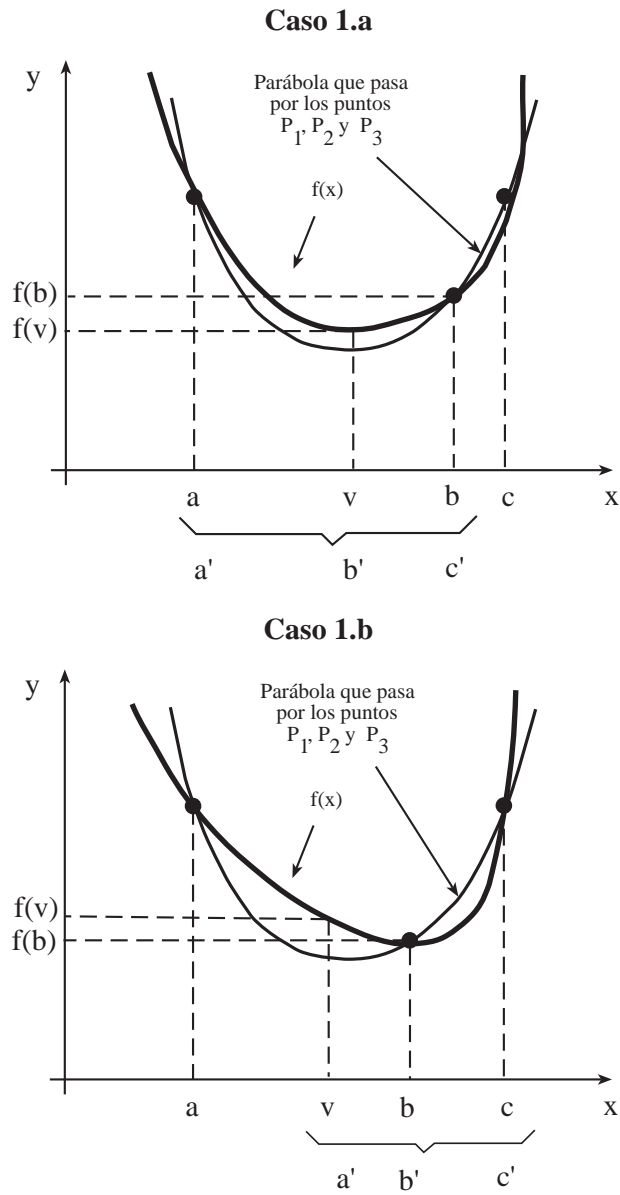 Caso 1.a
y
Parábola que pasa
por los puntos
P1, P2 y P3
f(x)
f(b)
f(v)
a v b c x
a' b' c'
Caso 1.b
y
Parábola que pasa
por los puntos
P1, P2 y P3
f(x)
f(v)
f(b)
a v b c x
a' b' c'